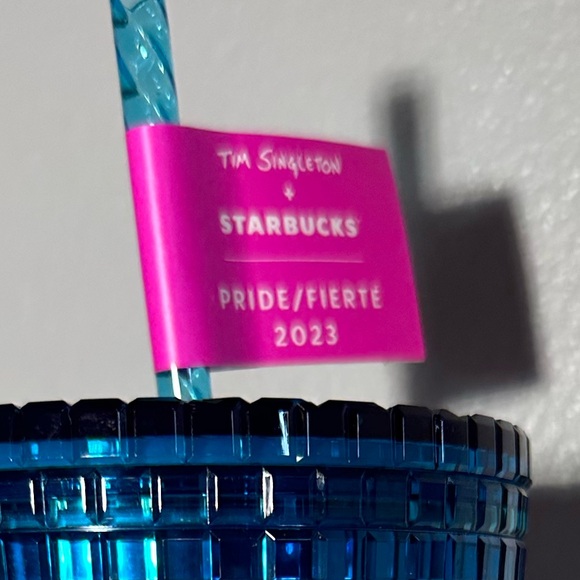 TIM SINGLETON
+
STARBUCKS
PRIDE/FIERTÉ
2023